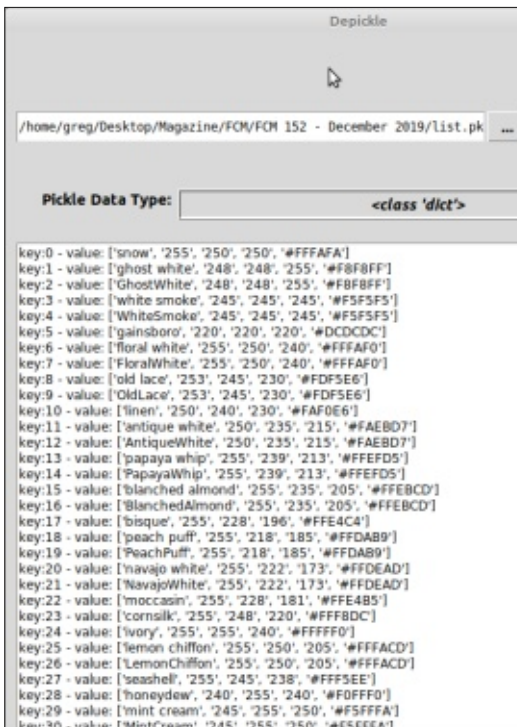 Depickle
/home/greg/Desktop/Magazine/FCM/FCM 152 - December 2019/list.pk ...
Pickle Data Type: <class 'dict'>
key:0 - value: ['snow', '255', '250', '250', '#FFFAFA']
key:1 - value: ['ghost white', '248', '248', '255', '#F8F8FF']
key:2 - value: ['GhostWhite', '248', '248', '255', '#F8F8FF']
key:3 - value: ['white smoke', '245', '245', '245', '#F5F5F5']
key:4 - value: ['WhiteSmoke', '245', '245', '245', '#F5F5F5']
key:5 - value: ['gainsboro', '220', '220', '220', '#DCDCDC']
key:6 - value: ['floral white', '255', '250', '240', '#FFFAF0']
key:7 - value: ['FloralWhite', '255', '250', '240', '#FFFAF0']
key:8 - value: ['old lace', '253', '245', '230', '#FDF5E6']
key:9 - value: ['OldLace', '253', '245', '230', '#FDF5E6']
key:10 - value: ['linen', '250', '240', '230', '#FAF0E6']
key:11 - value: ['antique white', '250', '235', '215', '#FAEBD7']
key:12 - value: ['AntiqueWhite', '250', '235', '215', '#FAEBD7']
key:13 - value: ['papaya whip', '255', '239', '213', '#FFEFD5']
key:14 - value: ['PapayaWhip', '255', '239', '213', '#FFEFD5']
key:15 - value: ['blanched almond', '255', '235', '205', '#FFEBCD']
key:16 - value: ['BlanchedAlmond', '255', '235', '205', '#FFEBCD']
key:17 - value: ['bisque', '255', '228', '196', '#FFE4C4']
key:18 - value: ['peach puff', '255', '218', '185', '#FFDAB9']
key:19 - value: ['PeachPuff', '255', '218', '185', '#FFDAB9']
key:20 - value: ['navajo white', '255', '222', '173', '#FFDEAD']
key:21 - value: ['NavajoWhite', '255', '222', '173', '#FFDEAD']
key:22 - value: ['moccasin', '255', '228', '181', '#FFE4B5']
key:23 - value: ['cornsilk', '255', '248', '220', '#FFF8DC']
key:24 - value: ['ivory', '255', '255', '240', '#FFFFF0']
key:25 - value: ['lemon chiffon', '255', '250', '205', '#FFFACD']
key:26 - value: ['LemonChiffon', '255', '250', '205', '#FFFACD']
key:27 - value: ['seashell', '255', '245', '238', '#FFF5EE']
key:28 - value: ['honeydew', '240', '255', '240', '#F0FFF0']
key:29 - value: ['mint cream', '245', '255', '250', '#F5FFFA']
key:30 - value: ['MintCream', '245', '255', '250', '#F5FFFA']